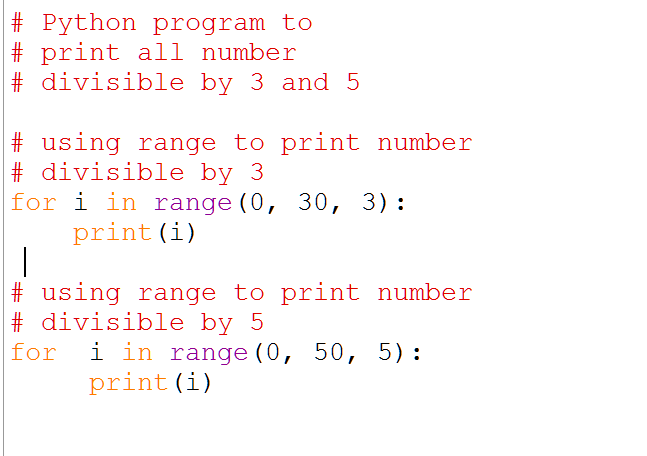 # Python program to
# print all number
# divisible by 3 and 5
# using range to print number
# divisible by 3
for i in range(0, 30, 3):
    print(i)
# using range to print number
# divisible by 5
for  i in range(0, 50, 5):
     print(i)